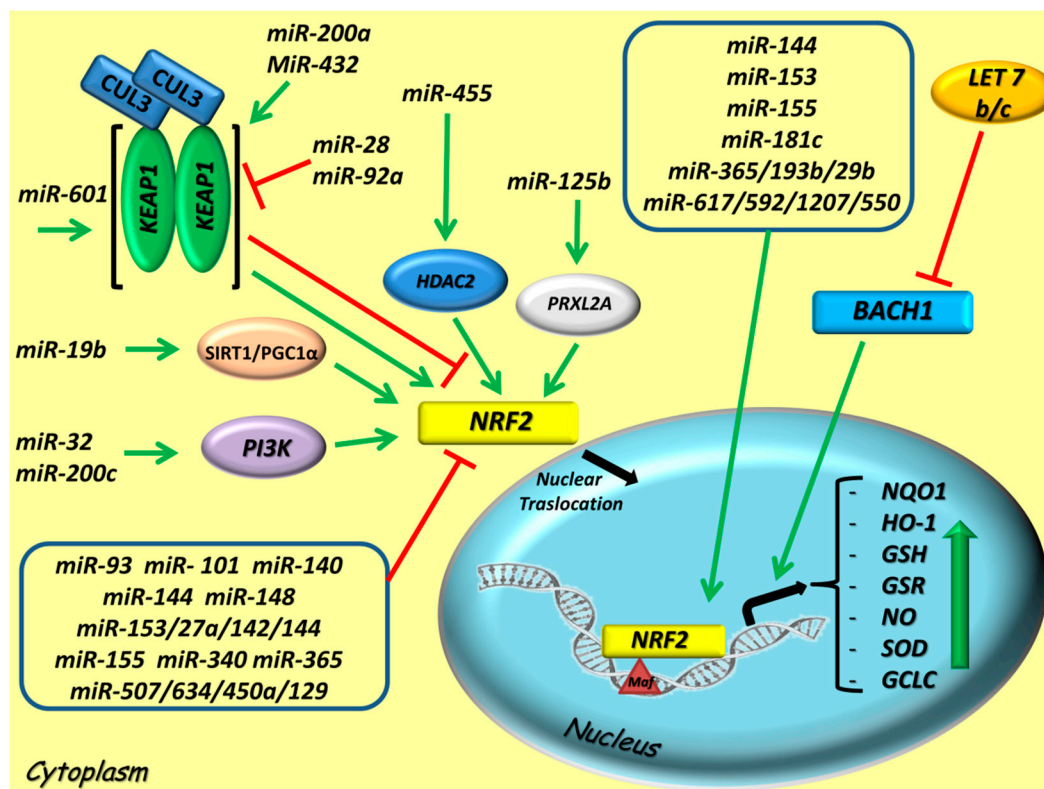 miR-200a
MiR-432
CUL3
CUL3
KEAP1
KEAP1
miR-601
miR-28
miR-92a
miR-455
miR-125b
miR-144
miR-153
miR-155
miR-181c
miR-365/193b/29b
miR-617/592/1207/550
LET 7
b/c
HDAC2
PRXL2A
BACH1
miR-19b
SIRT1/PGC1α
miR-32
miR-200c
PI3K
NRF2
Nuclear
Traslocation
miR-93 miR- 101 miR-140
miR-144 miR-148
miR-153/27a/142/144
miR-155 miR-340 miR-365
miR-507/634/450a/129
- NQO1
- HO-1
- GSH
- GSR
- NO
- SOD
- GCLC
NRF2
Maf
Nucleus
Cytoplasm